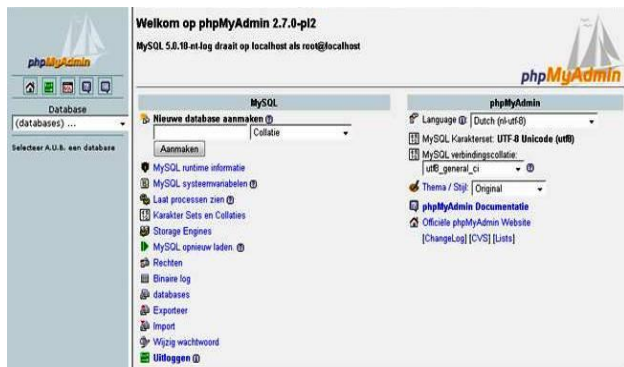 phpMyAdmin
Database
(databases) ...
Selecteer A.U.B. een database
Welkom op phpMyAdmin 2.7.0-pl2
MySQL 5.0.18-nt-log draait op localhost als root@localhost
phpMyAdmin
MySQL
Nieuwe database aanmaken
Collatie
Aanmaken
MySQL runtime informatie
MySQL systeemvariabelen
Laat processen zien
Karakter Sets en Collaties
Storage Engines
MySQL opnieuw laden.
Rechten
Binaire log
databases
Exporteer
Import
Wijzig wachtwoord
Uitloggen
phpMyAdmin
Language: Dutch (nl-utf-8)
MySQL Karakterset: UTF-8 Unicode (utf8)
MySQL verbindingscollatie:
utf8_general_ci
Thema / Stijl: Original
phpMyAdmin Documentatie
Officiële phpMyAdmin Website
[ChangeLog] [CVS] [Lists]